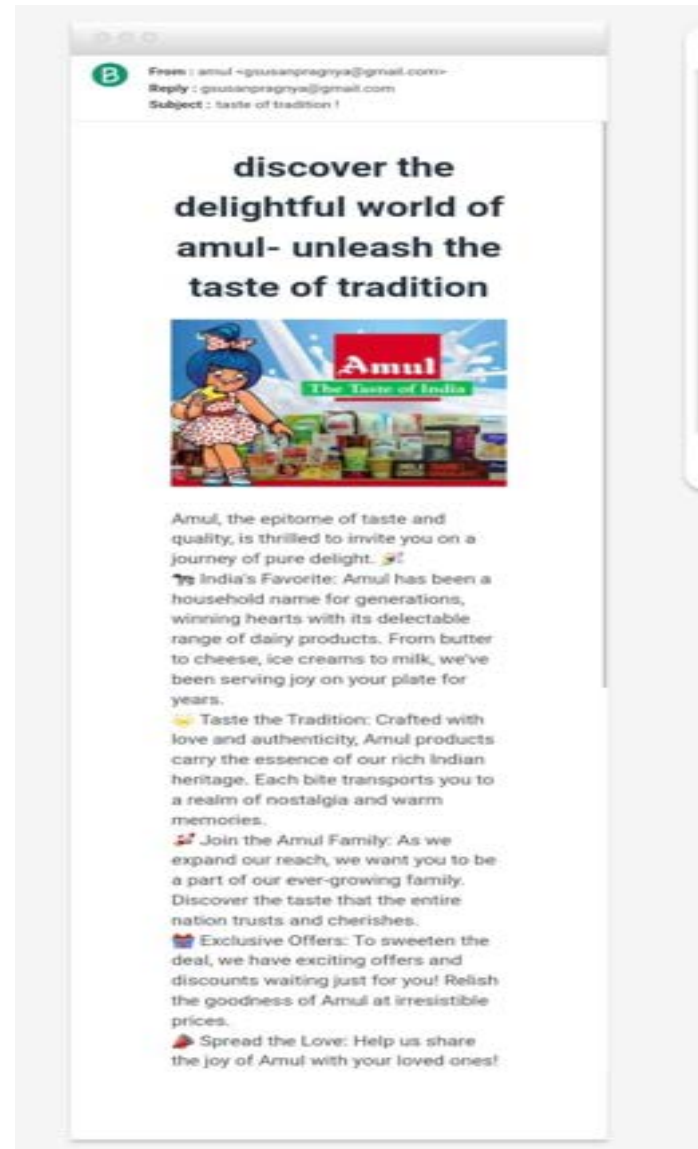 B
From : amul <gsusanpragnya@gmail.com>
Reply : gsusanpragnya@gmail.com
Subject : taste of tradition !
discover the
delightful world of
amul- unleash the
taste of tradition
Amul
The Taste of India
Amul, the epitome of taste and
quality, is thrilled to invite you on a
journey of pure delight. 🎉
🐄 India's Favorite: Amul has been a
household name for generations,
winning hearts with its delectable
range of dairy products. From butter
to cheese, ice creams to milk, we've
been serving joy on your plate for
years.
Taste the Tradition: Crafted with
love and authenticity, Amul products
carry the essence of our rich Indian
heritage. Each bite transports you to
a realm of nostalgia and warm
memories.
Join the Amul Family: As we
expand our reach, we want you to be
a part of our ever-growing family.
Discover the taste that the entire
nation trusts and cherishes.
🎁 Exclusive Offers: To sweeten the
deal, we have exciting offers and
discounts waiting just for you! Relish
the goodness of Amul at irresistible
prices.
📣 Spread the Love: Help us share
the joy of Amul with your loved ones!